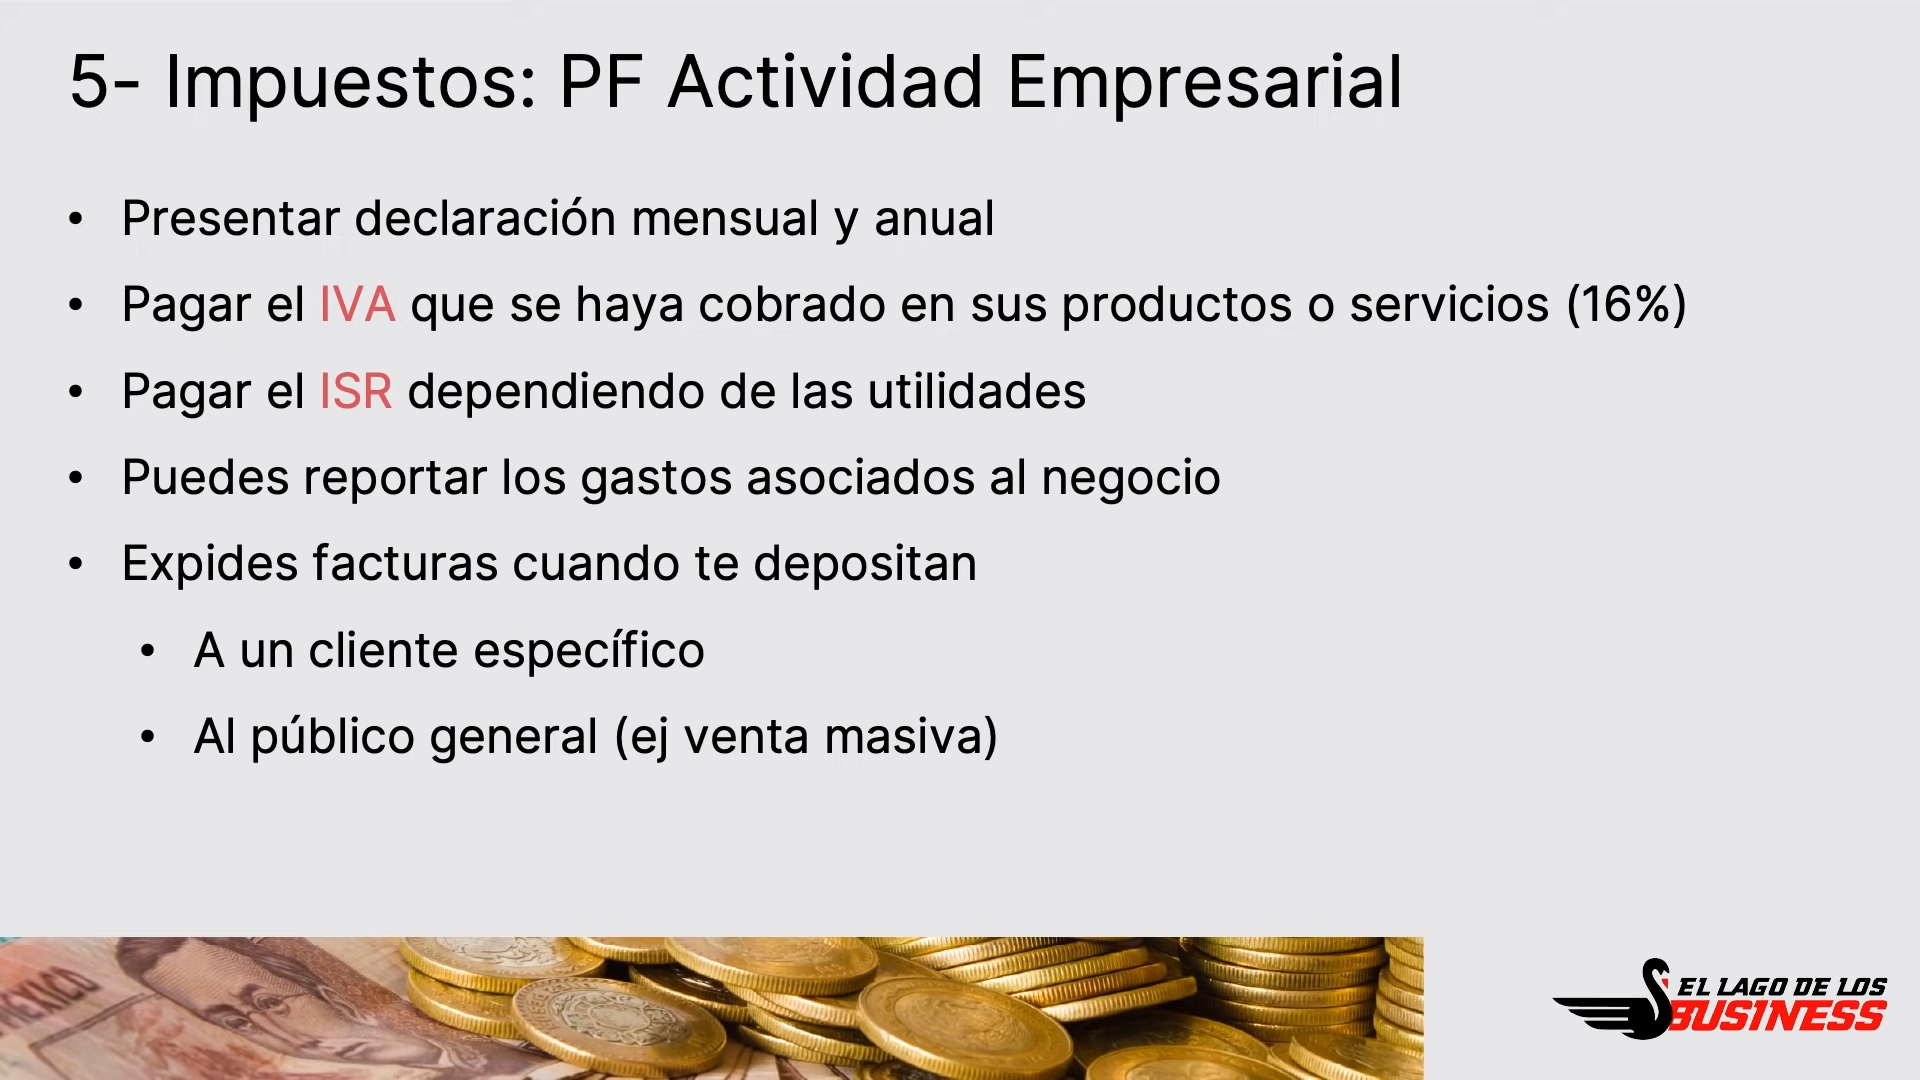 5- Impuestos: PF Actividad Empresarial
• Presentar declaración mensual y anual
• Pagar el IVA que se haya cobrado en sus productos o servicios (16%)
• Pagar el ISR dependiendo de las utilidades
• Puedes reportar los gastos asociados al negocio
• Expides facturas cuando te depositan
• A un cliente específico
• Al público general (ej venta masiva)
MEXICO
EL LAGO DE LOS
BUSINESS